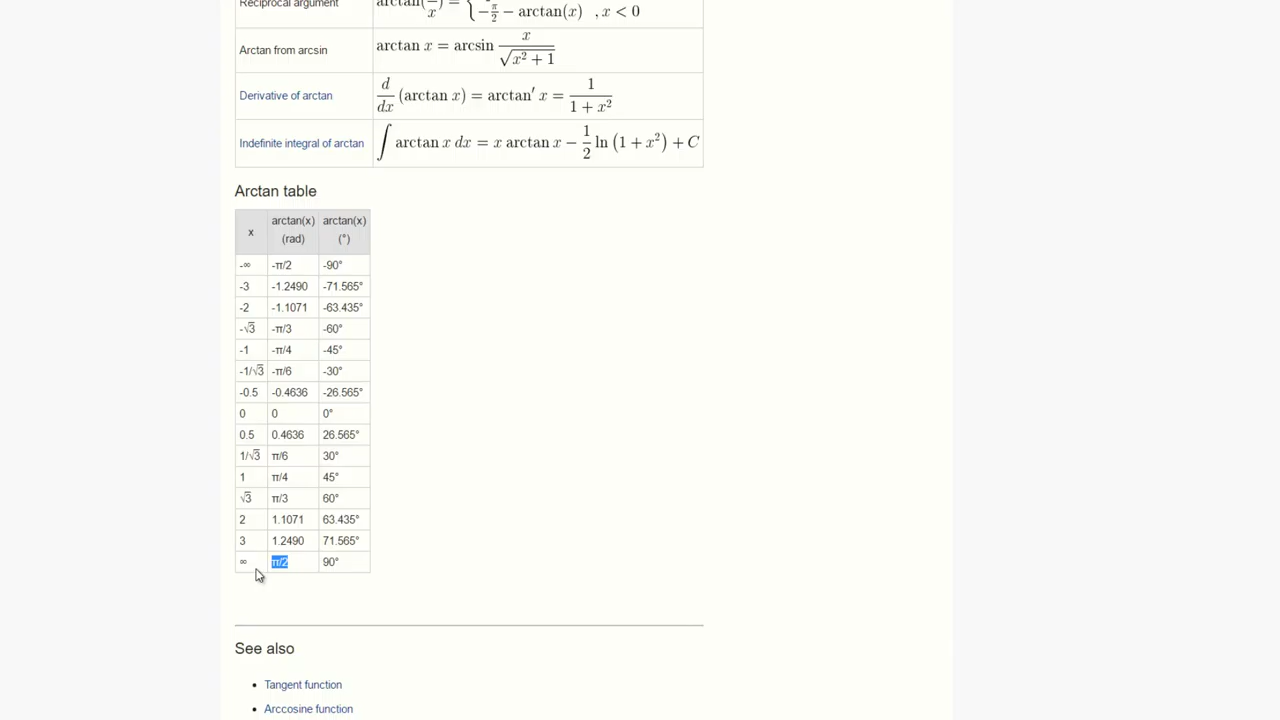 Reciprocal argument
arctan(1/x) = { -π/2 − arctan(x) , x < 0
Arctan from arcsin
arctan x = arcsin x/√(x² + 1)
Derivative of arctan
d/dx (arctan x) = arctan′ x = 1/(1 + x²)
Indefinite integral of arctan
∫ arctan x dx = x arctan x − 1/2 ln (1 + x²) + C
Arctan table
x arctan(x) (rad) arctan(x) (°)
-∞ -π/2 -90°
-3 -1.2490 -71.565°
-2 -1.1071 -63.435°
-√3 -π/3 -60°
-1 -π/4 -45°
-1/√3 -π/6 -30°
-0.5 -0.4636 -26.565°
0 0 0°
0.5 0.4636 26.565°
1/√3 π/6 30°
1 π/4 45°
√3 π/3 60°
2 1.1071 63.435°
3 1.2490 71.565°
∞ π/2 90°
See also
• Tangent function
• Arccosine function